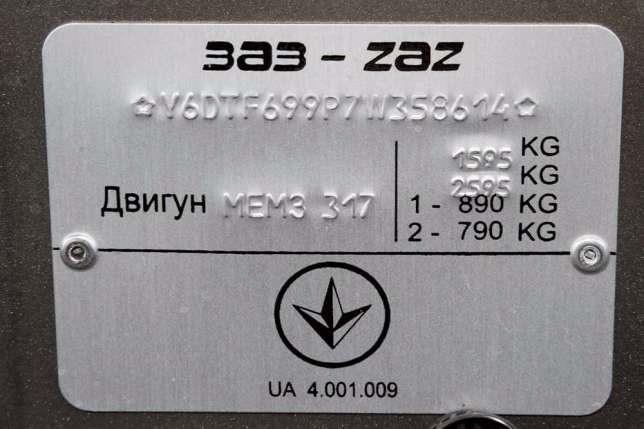 ЗАЗ - ZAZ
☆V6DTF699P7W358614☆
1595 KG
2595 KG
Двигун МЕМЗ 317
1 - 890 KG
2 - 790 KG
UA 4.001.009